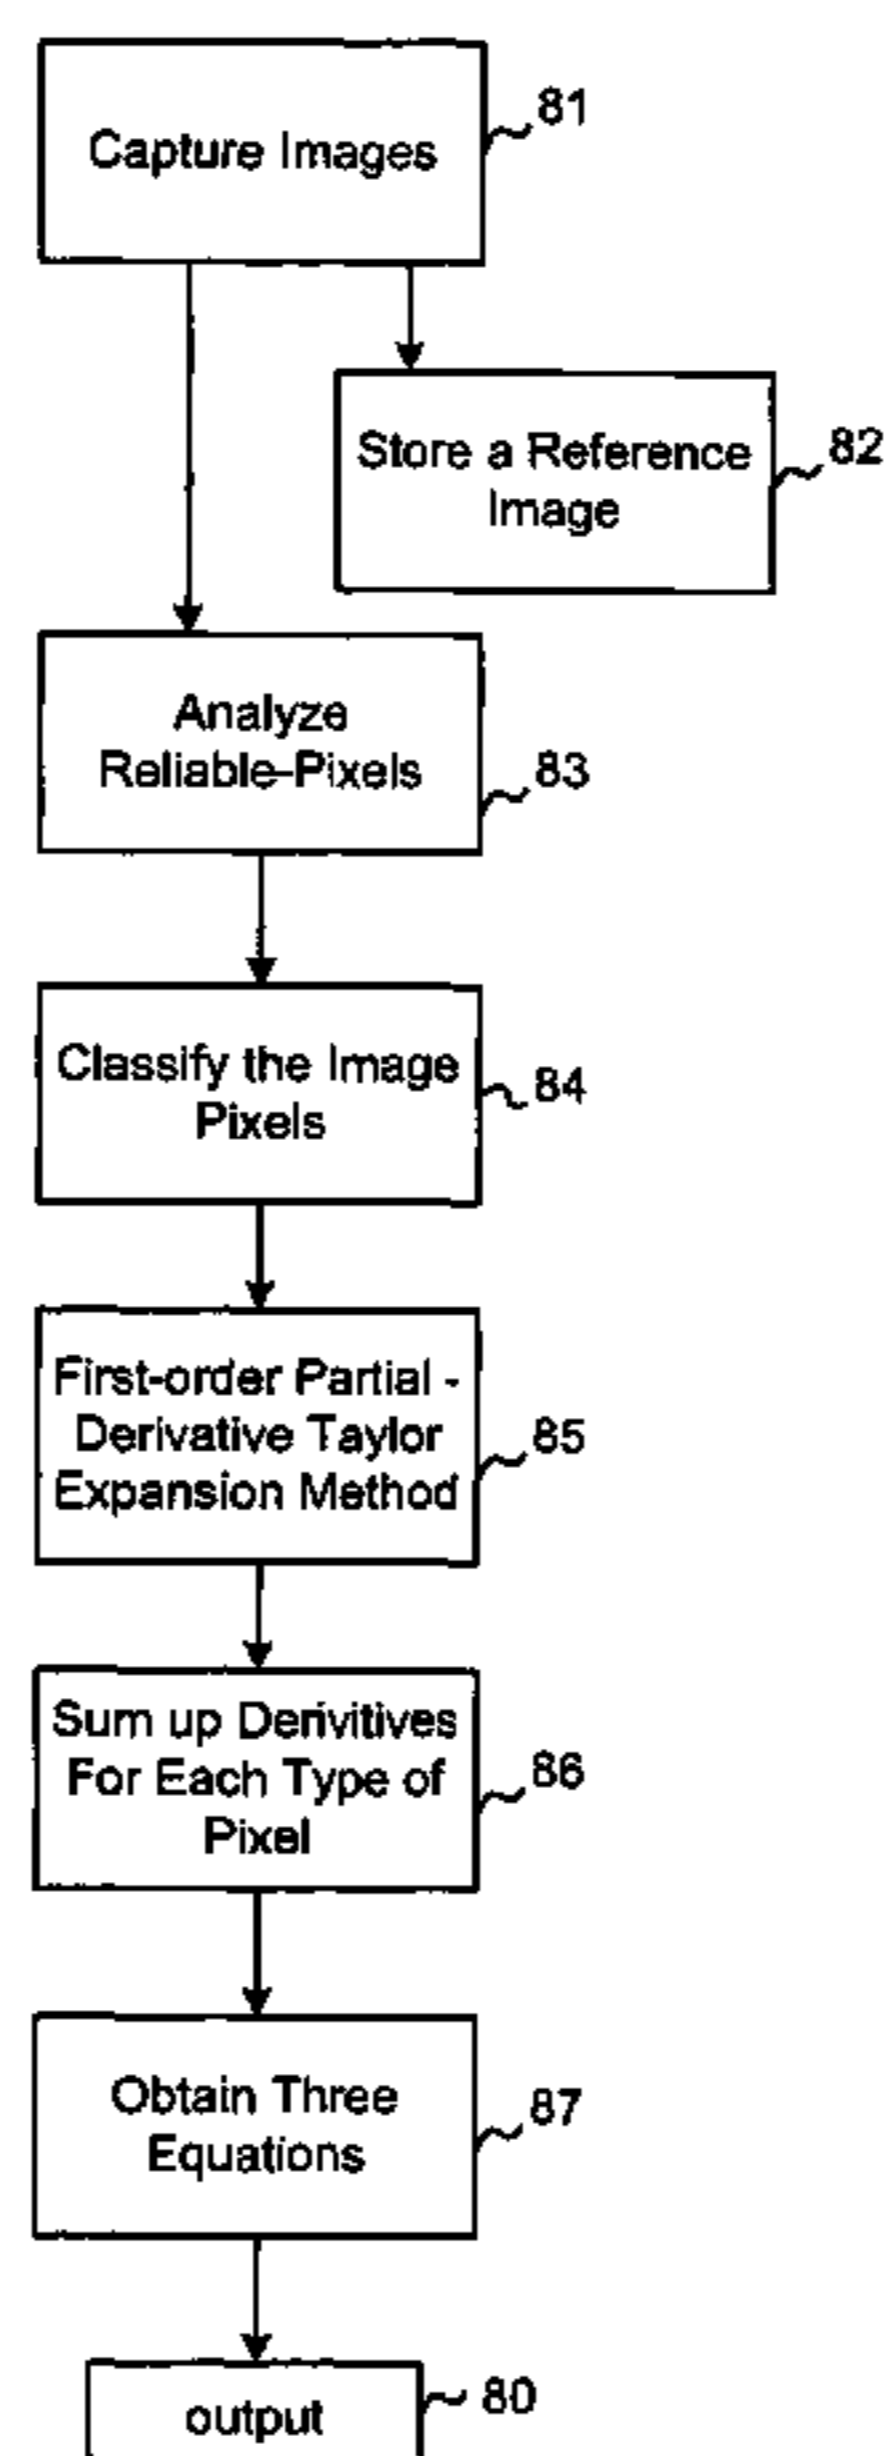 Capture Images
81
Store a Reference
Image
82
Analyze
Reliable-Pixels
83
Classify the Image
Pixels
84
First-order Partial -
Derivative Taylor
Expansion Method
85
Sum up Derivitives
For Each Type of
Pixel
86
Obtain Three
Equations
87
output
80